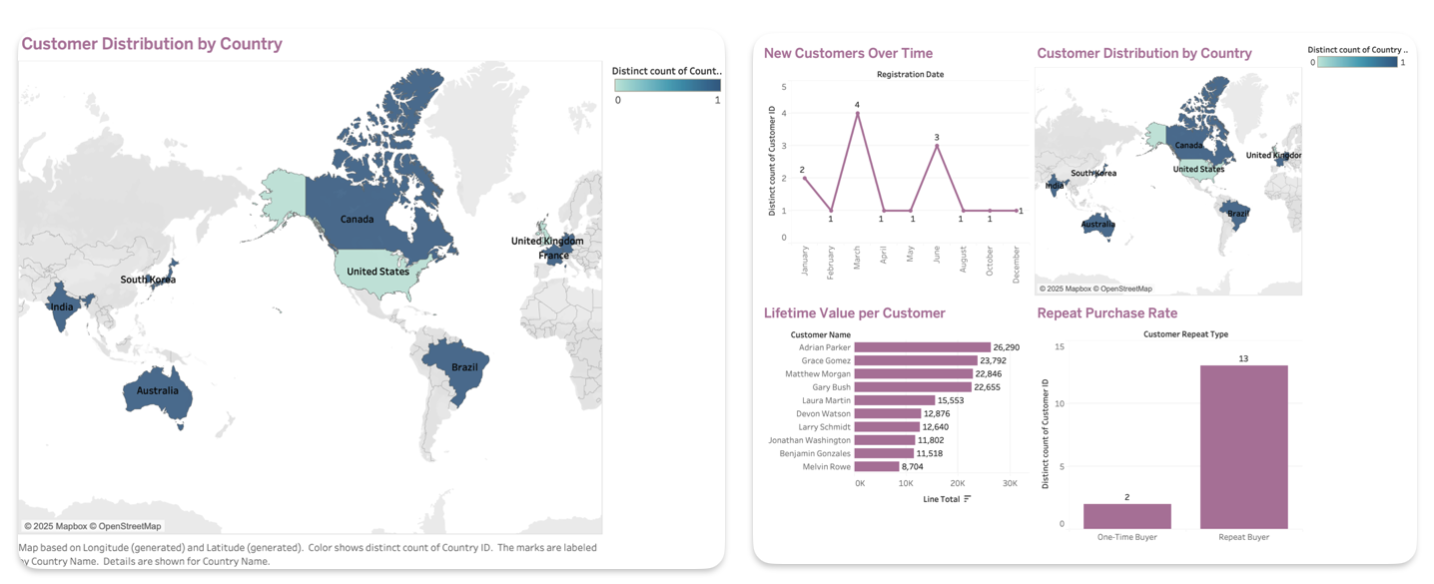 Customer Distribution by Country
Distinct count of Count..
0
1
Canada
United Kingdom
France
United States
South Korea
India
Brazil
Australia
© 2025 Mapbox © OpenStreetMap
Map based on Longitude (generated) and Latitude (generated). Color shows distinct count of Country ID. The marks are labeled
by Country Name. Details are shown for Country Name.
New Customers Over Time
Registration Date
Distinct count of Customer ID
5
4
3
2
1
0
2
1
4
1
1
3
1
1
1
January
February
March
April
May
June
August
October
December
Customer Distribution by Country
Distinct count of Country ..
0
1
Canada
United Kingdor
United States
South Korea
India
Brazil
Australia
© 2025 Mapbox © OpenStreetMap
Lifetime Value per Customer
Customer Name
Adrian Parker 26,290
Grace Gomez 23,792
Matthew Morgan 22,846
Gary Bush 22,655
Laura Martin 15,553
Devon Watson 12,876
Larry Schmidt 12,640
Jonathan Washington 11,802
Benjamin Gonzales 11,518
Melvin Rowe 8,704
0K 10K 20K 30K
Line Total
Repeat Purchase Rate
Customer Repeat Type
Distinct count of Customer ID
15
10
5
0
2
13
One-Time Buyer
Repeat Buyer